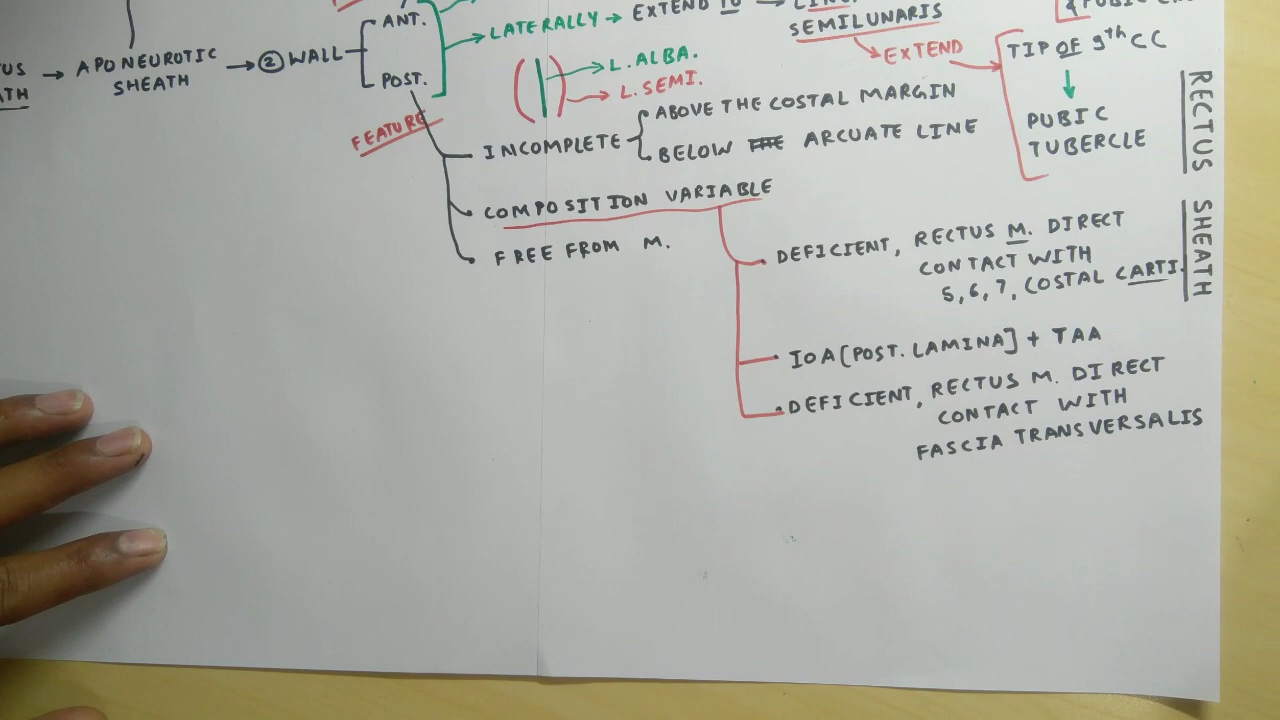 ANT.
LATERALLY → EXTEND TO →
SEMILUNARIS
→ EXTEND
TIP OF 9th CC
↓
PUBIC
TUBERCLE
→ APONEUROTIC
SHEATH
→ ② WALL
POST.
→ L. ALBA.
→ L. SEMI.
FEATURE
INCOMPLETE
ABOVE THE COSTAL MARGIN
BELOW THE ARCUATE LINE
COMPOSITION VARIABLE
FREE FROM M.
DEFICIENT, RECTUS M. DIRECT
CONTACT WITH
5, 6, 7, COSTAL CARTI.
IOA [POST. LAMINA] + TAA
DEFICIENT, RECTUS M. DIRECT
CONTACT WITH
FASCIA TRANSVERSALIS
RECTUS SHEATH